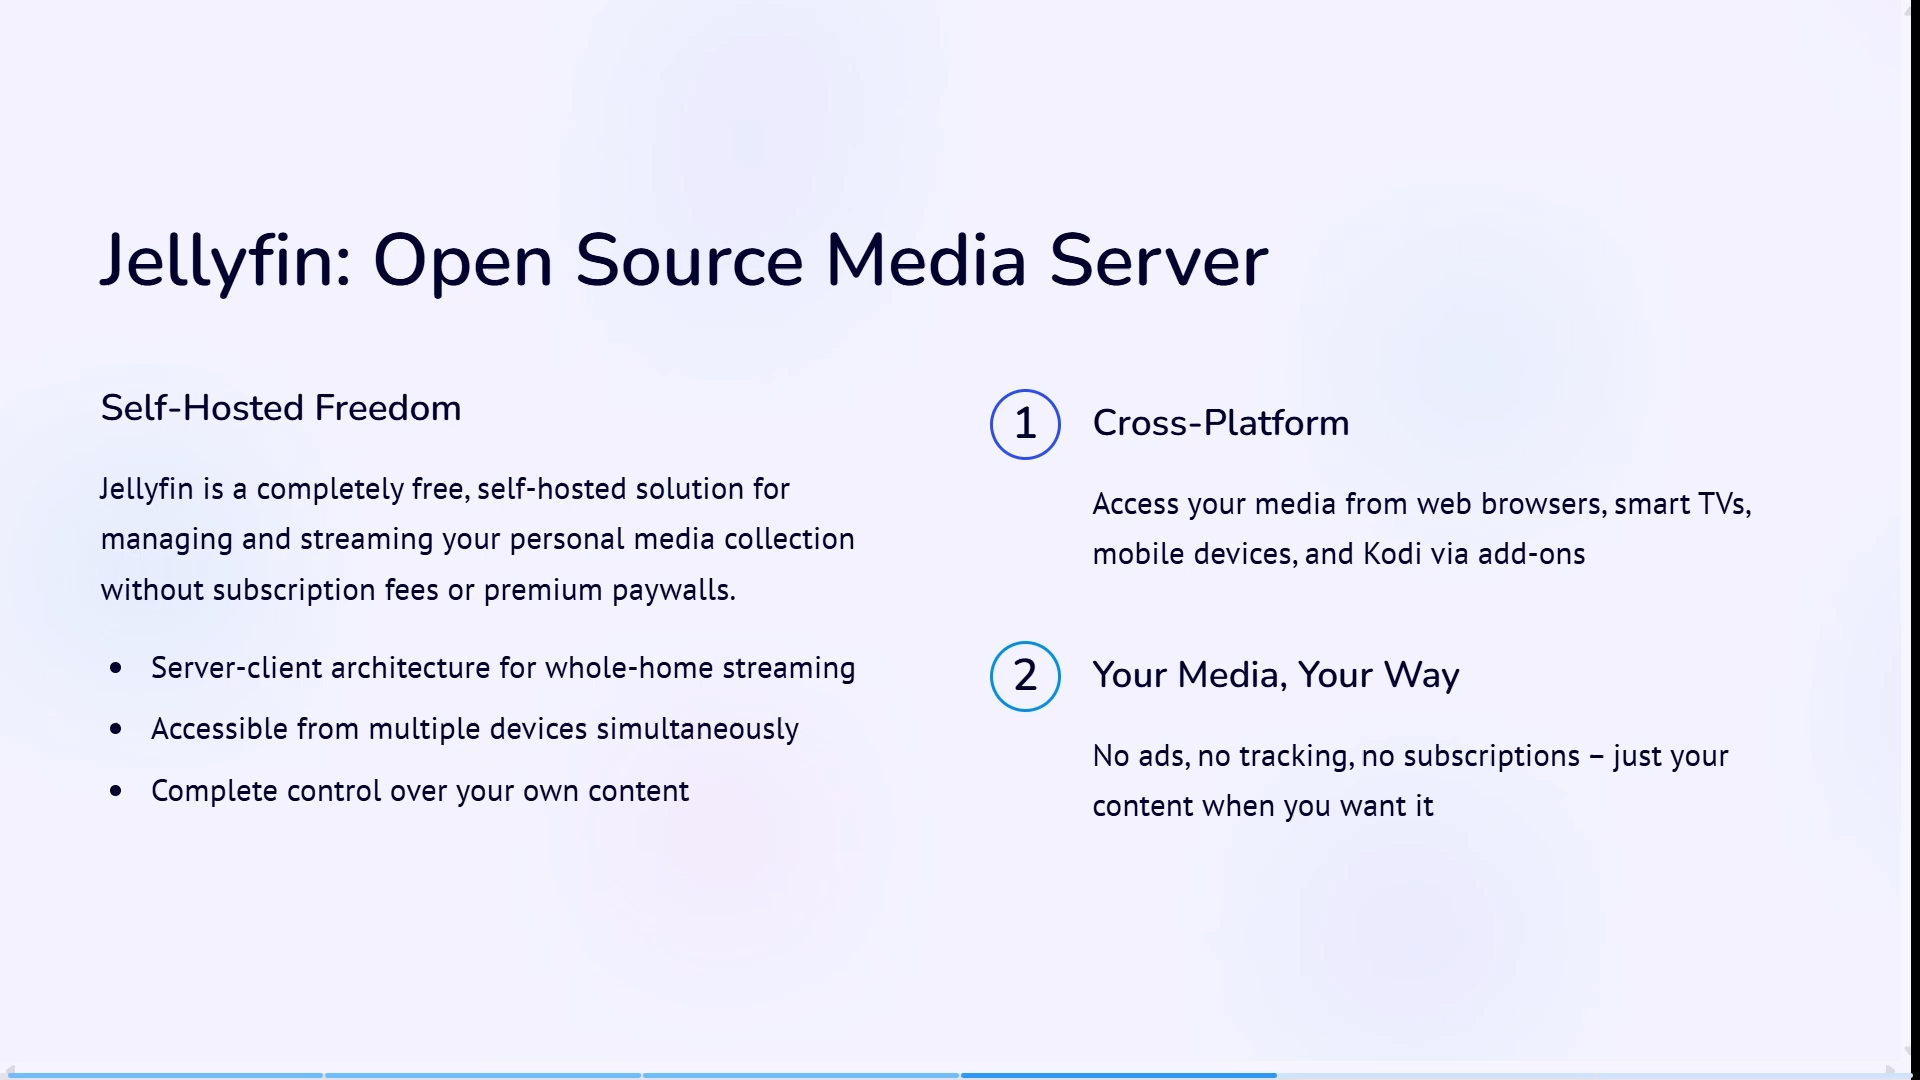 Jellyfin: Open Source Media Server
Self-Hosted Freedom
Jellyfin is a completely free, self-hosted solution for
managing and streaming your personal media collection
without subscription fees or premium paywalls.
• Server-client architecture for whole-home streaming
• Accessible from multiple devices simultaneously
• Complete control over your own content
1 Cross-Platform
Access your media from web browsers, smart TVs,
mobile devices, and Kodi via add-ons
2 Your Media, Your Way
No ads, no tracking, no subscriptions – just your
content when you want it